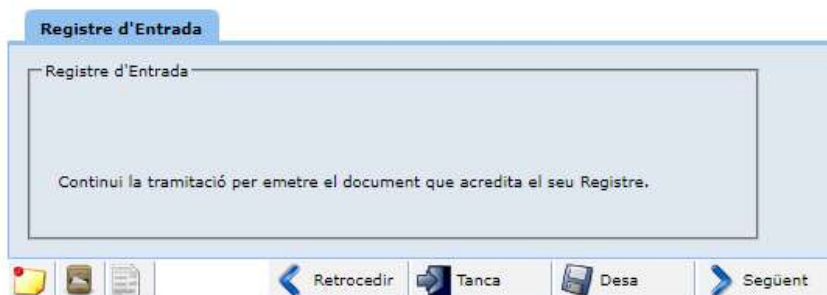 Registre d'Entrada
Registre d'Entrada
Continui la tramitació per emetre el document que acredita el seu Registre.
Retrocedir Tanca Desa Següent